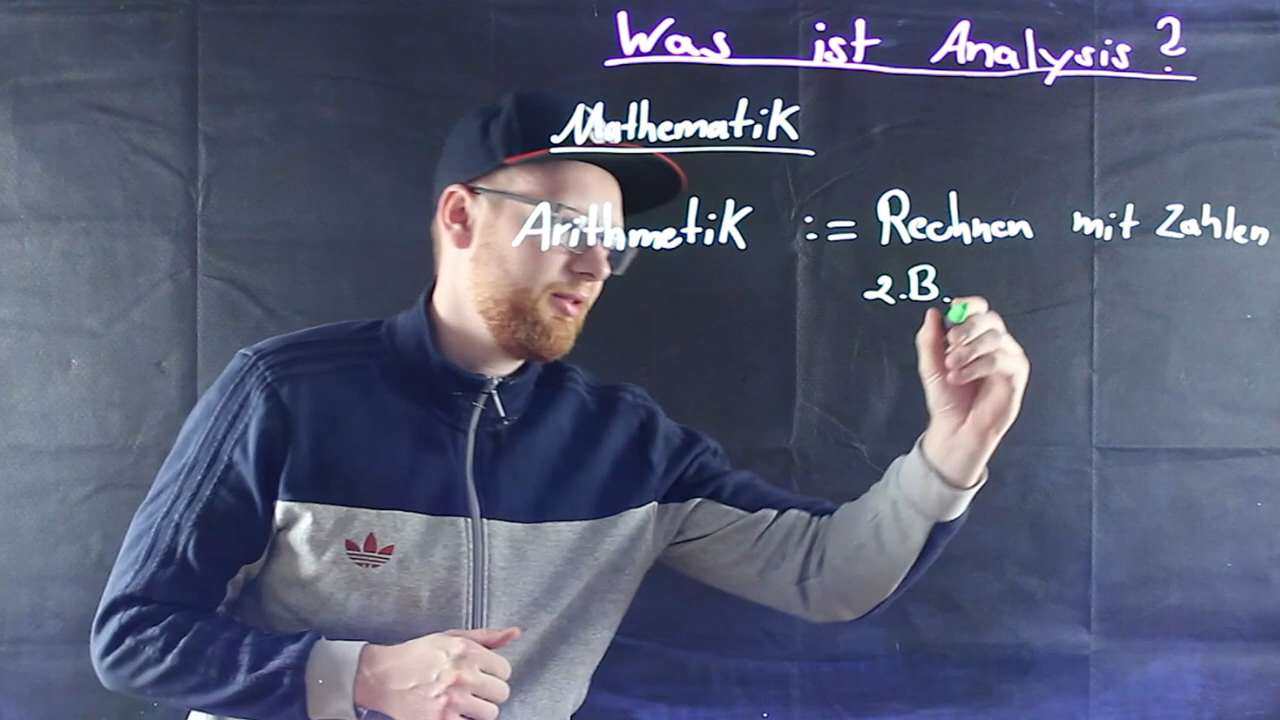 Was ist Analysis?
Mathematik
Arithmetik := Rechnen mit Zahlen
z.B.